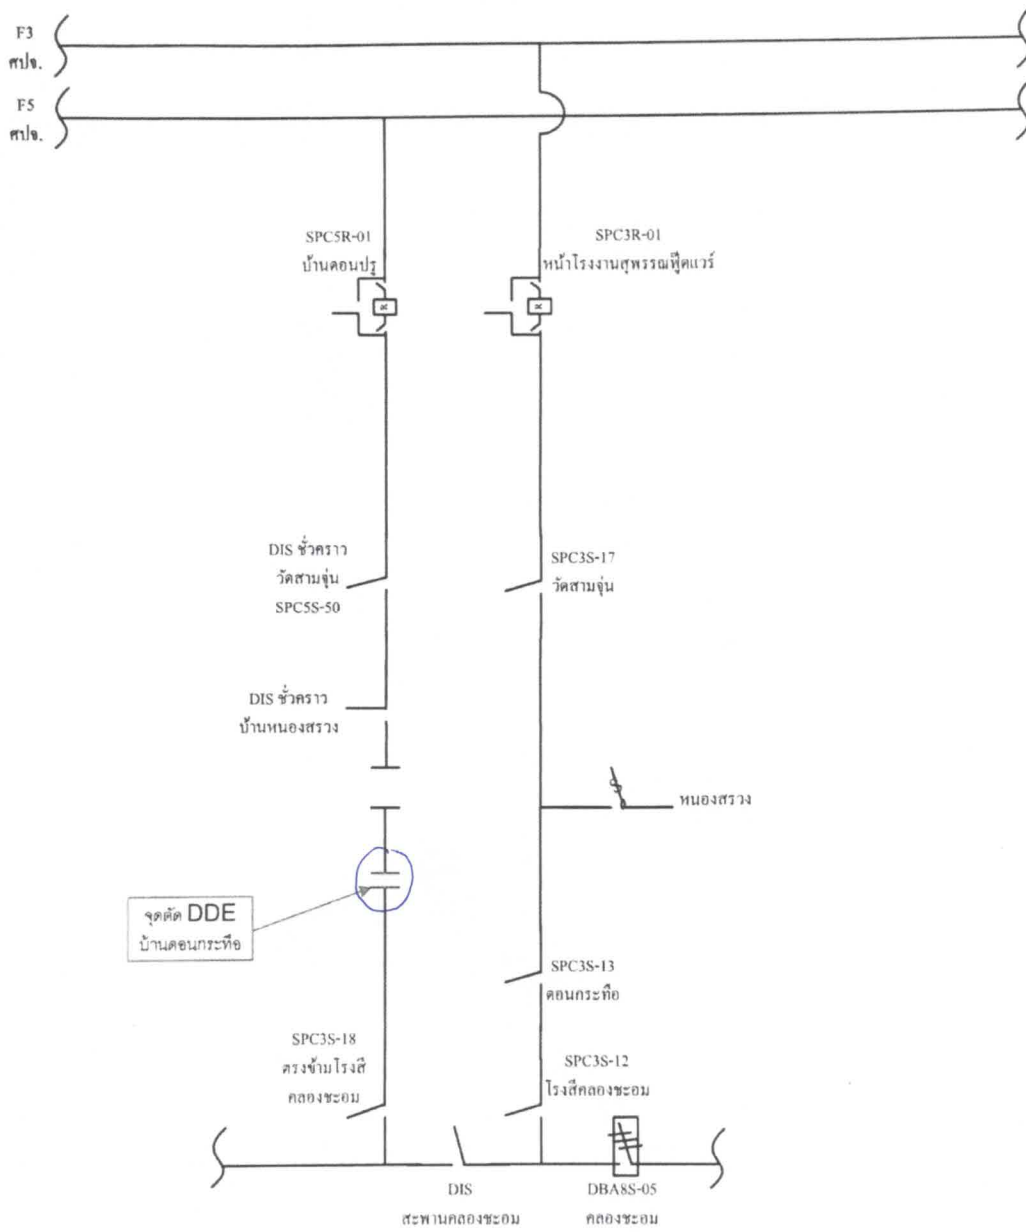 F3
ศปจ.
F5
ศปจ.
SPC5R-01
บ้านดอนปรู
SPC3R-01
หน้าโรงงานสุพรรณฟู๊ดแวร์
R
R
DIS ชั่วคราว
วัดสามจุ่น
SPC5S-50
SPC3S-17
วัดสามจุ่น
DIS ชั่วคราว
บ้านหนองสรวง
หนองสรวง
จุดตัด DDE
บ้านดอนกระทือ
SPC3S-13
ดอนกระทือ
SPC3S-18
ตรงข้ามโรงสี
คลองชะอม
SPC3S-12
โรงสีคลองชะอม
DIS
สะพานคลองชะอม
DBA8S-05
คลองชะอม